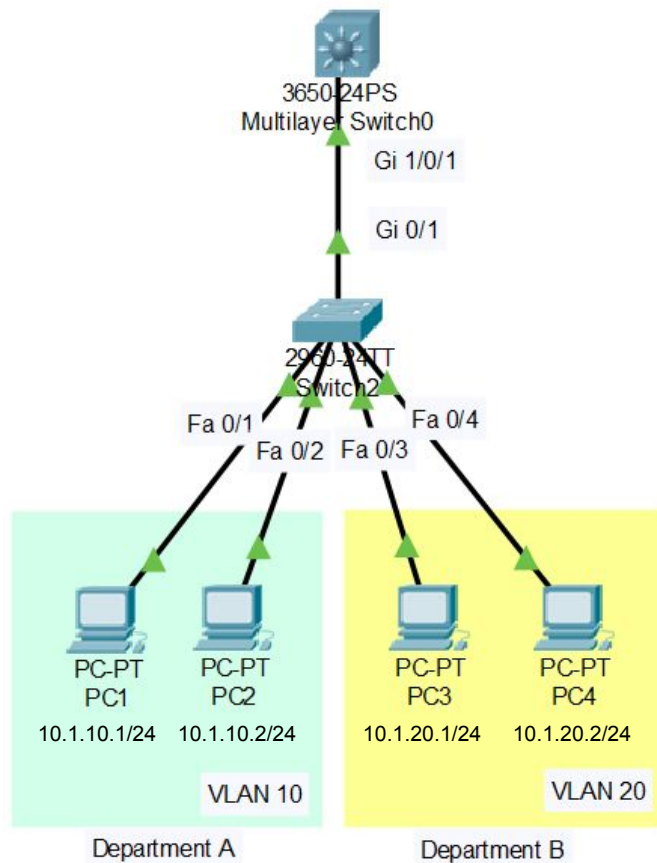 3650-24PS
Multilayer Switch0
Gi 1/0/1
Gi 0/1
2960-24TT
Switch2
Fa 0/1
Fa 0/2
Fa 0/3
Fa 0/4
PC-PT
PC1
PC-PT
PC2
PC-PT
PC3
PC-PT
PC4
10.1.10.1/24
10.1.10.2/24
10.1.20.1/24
10.1.20.2/24
VLAN 10
VLAN 20
Department A
Department B